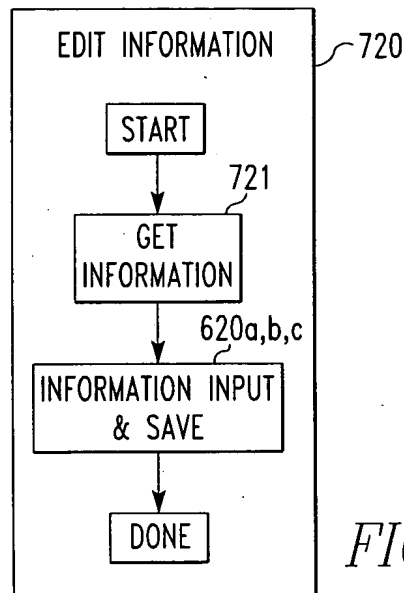 EDIT INFORMATION
720
START
721
GET
INFORMATION
620a,b,c
INFORMATION INPUT
& SAVE
DONE